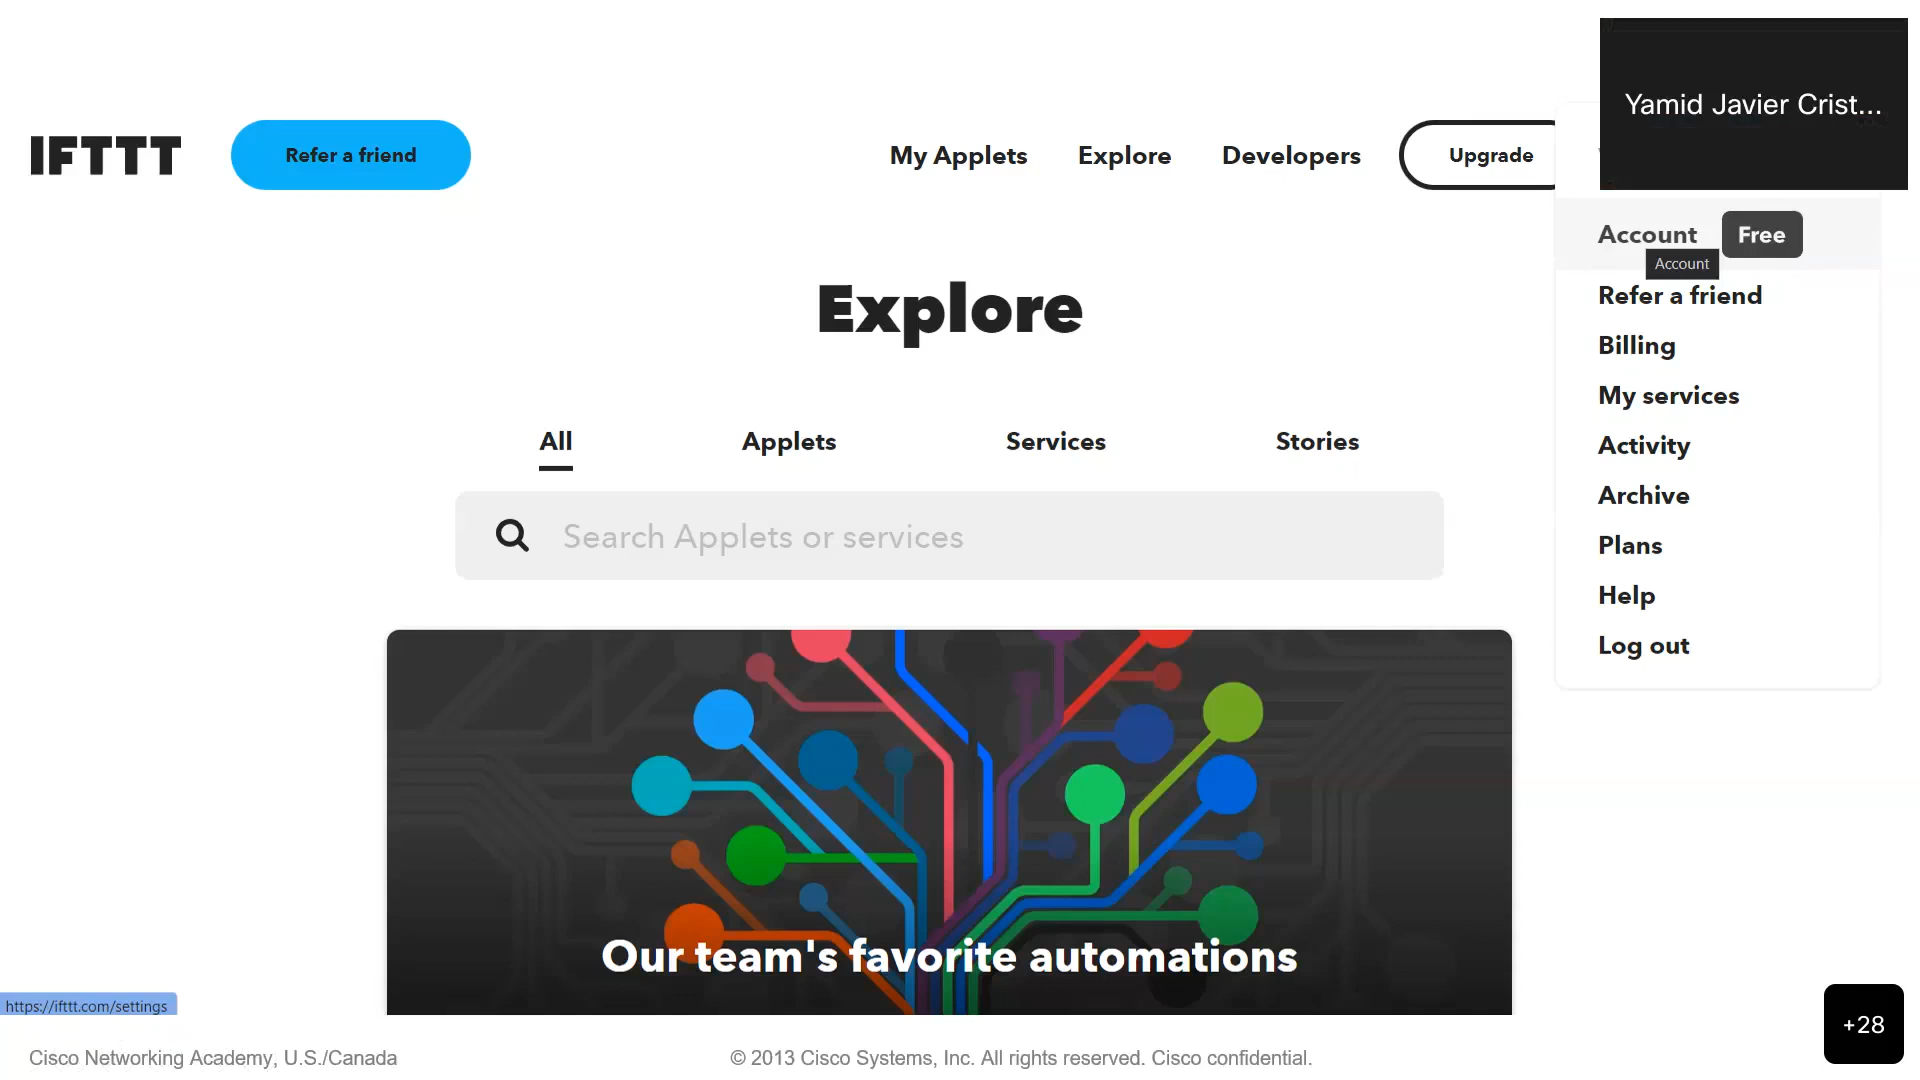 Yamid Javier Crist...
IFTTT
Refer a friend
My Applets
Explore
Developers
Upgrade
Account
Free
Account
Refer a friend
Billing
My services
Activity
Archive
Plans
Help
Log out
Explore
All
Applets
Services
Stories
Search Applets or services
Our team's favorite automations
https://ifttt.com/settings
+28
Cisco Networking Academy, U.S./Canada
© 2013 Cisco Systems, Inc. All rights reserved. Cisco confidential.